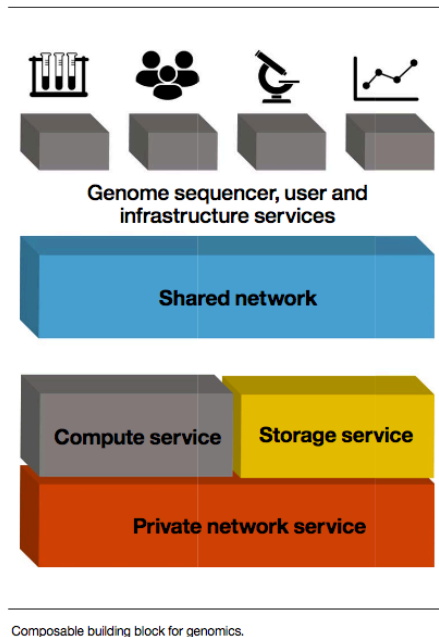 Genome sequencer, user and
infrastructure services
Shared network
Compute service
Storage service
Private network service
Composable building block for genomics.